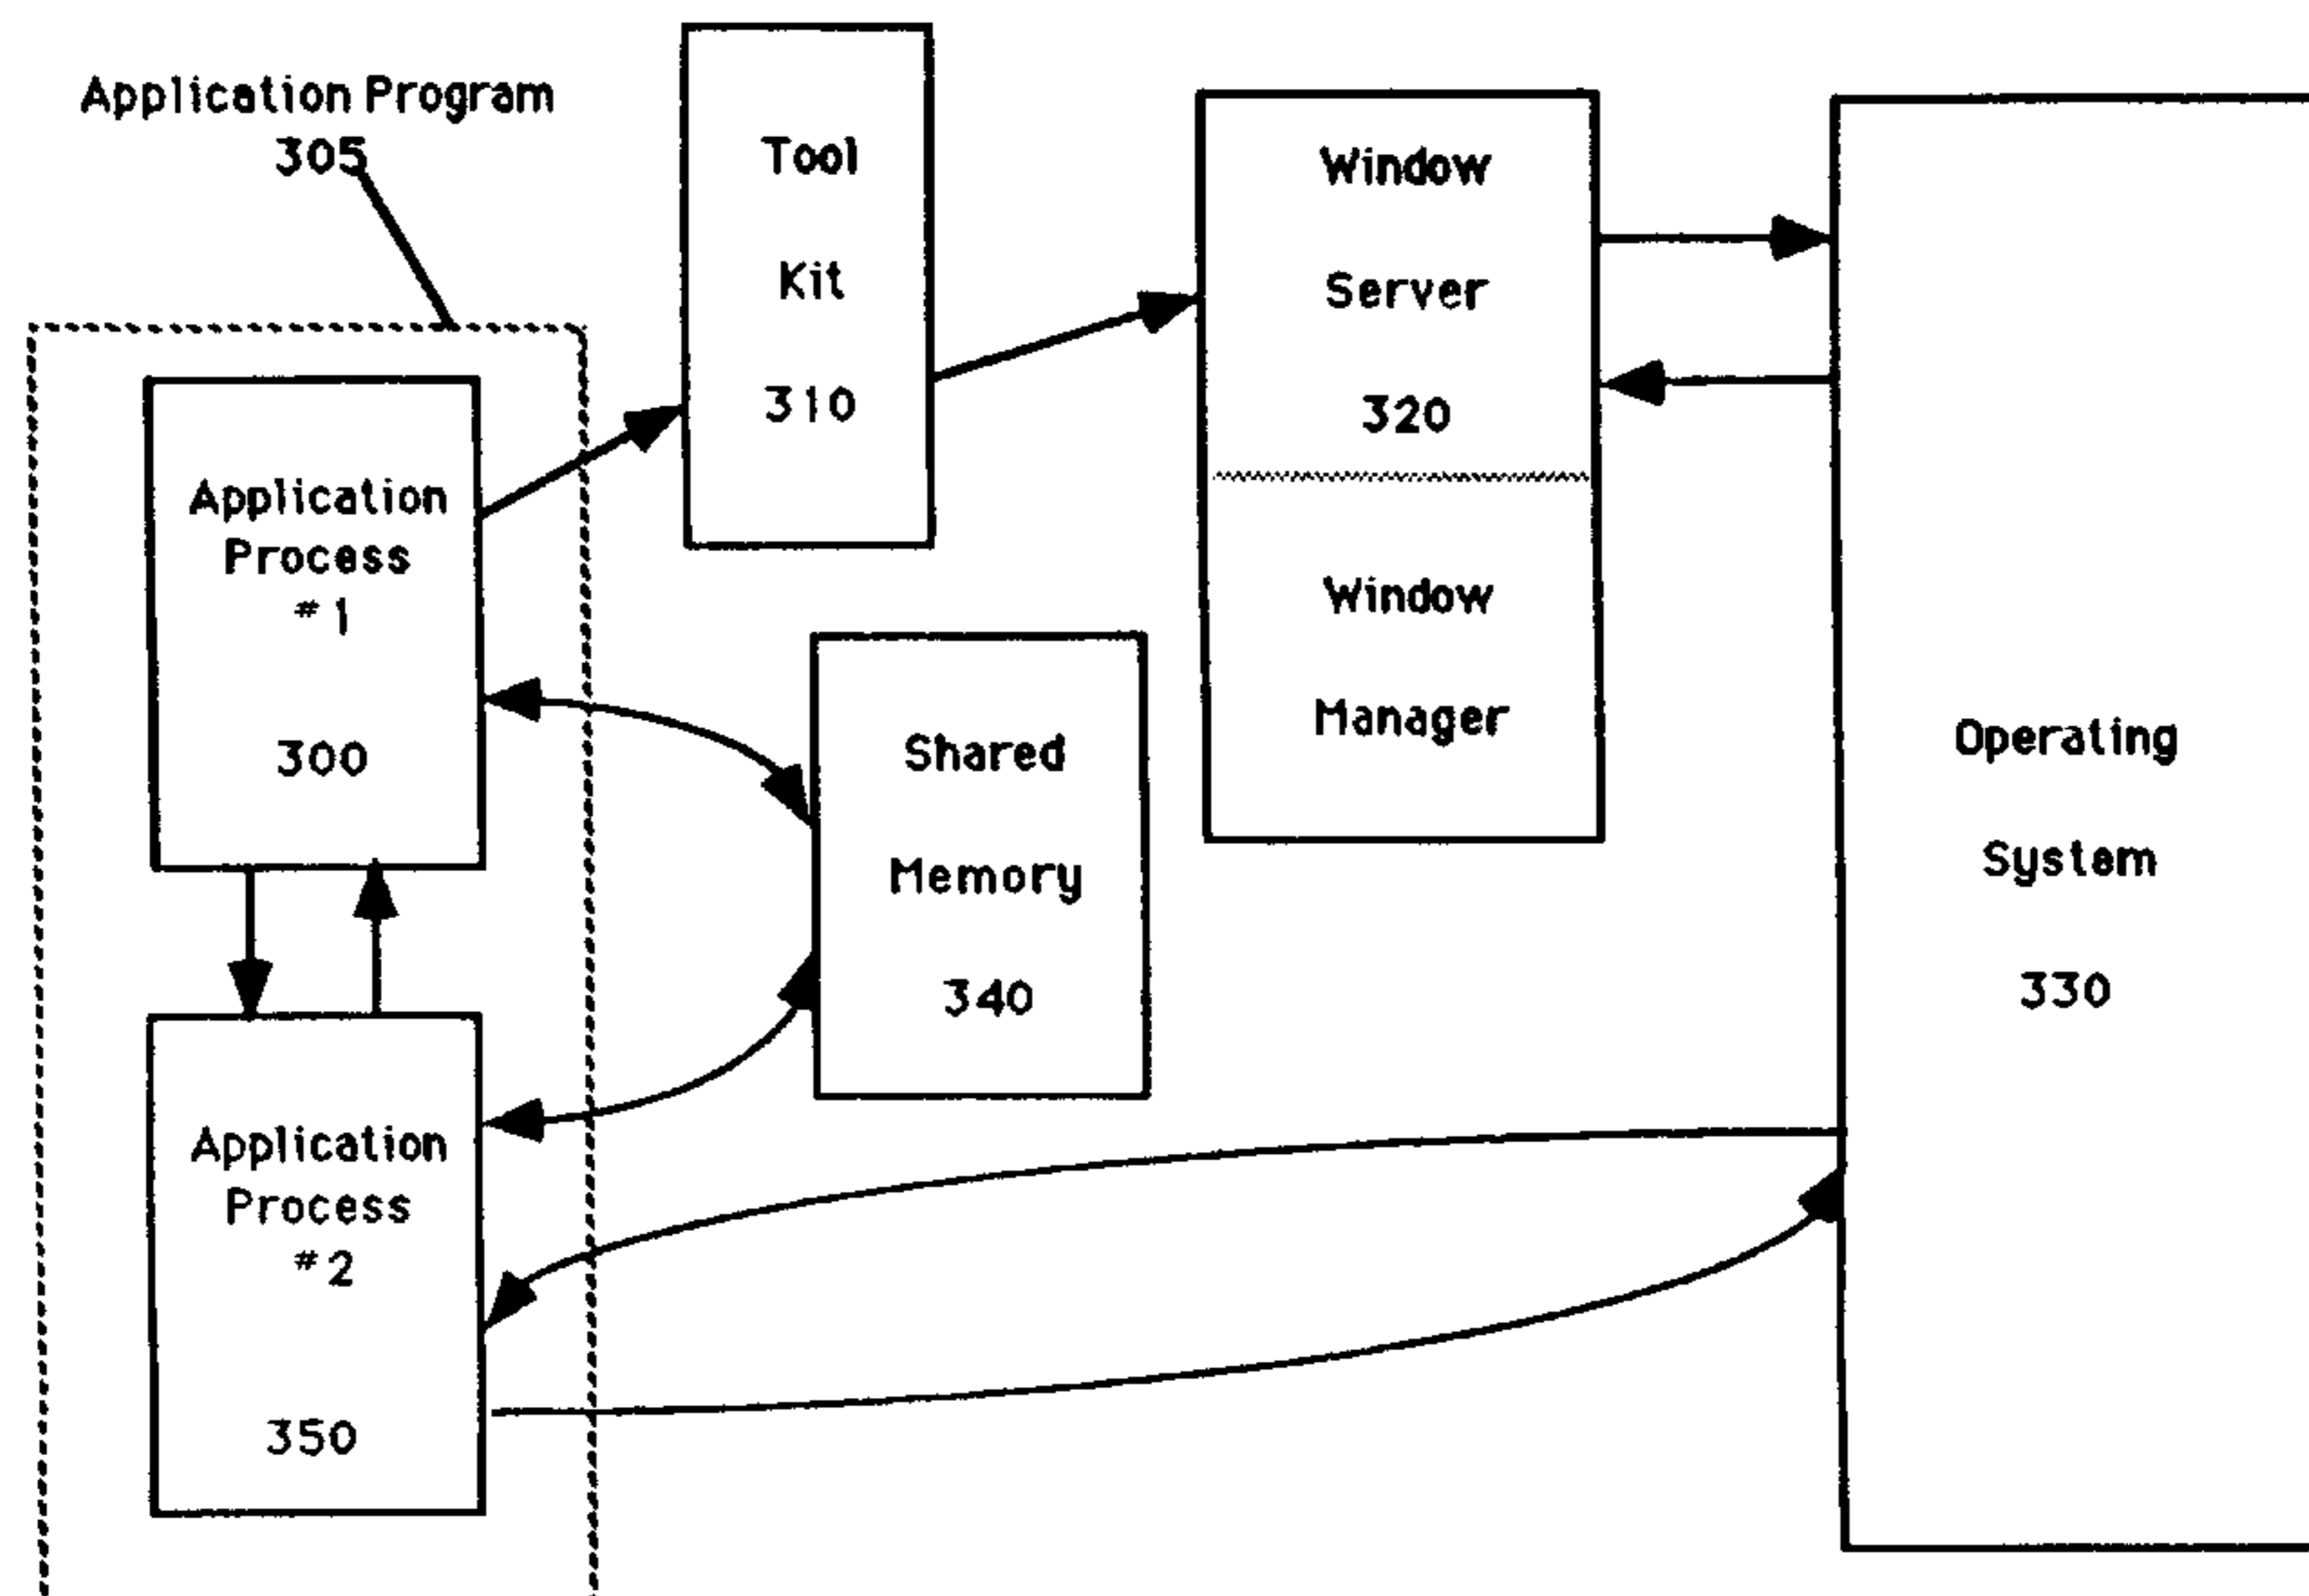 Application Program
305
Tool
Kit
310
Window
Server
320
Window
Manager
Application
Process
#1
300
Shared
Memory
340
Operating
System
330
Application
Process
#2
350